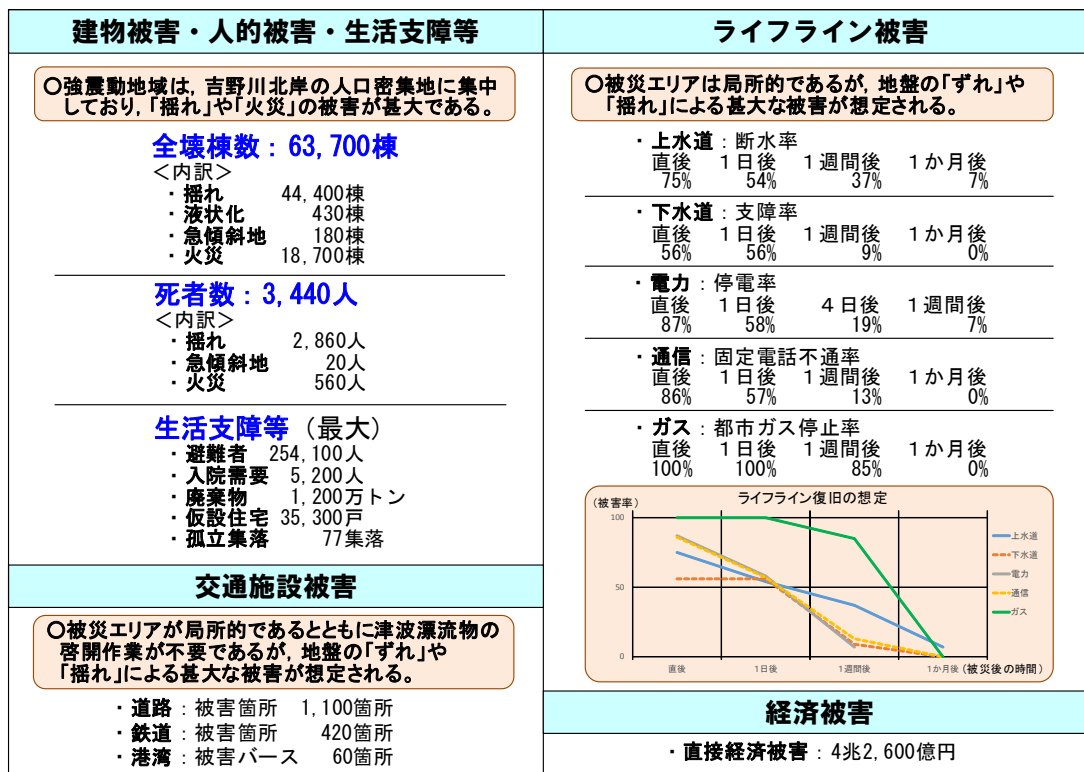 建物被害・人的被害・生活支障等
○強震動地域は，吉野川北岸の人口密集地に集中
しており，「揺れ」や「火災」の被害が甚大である。
全壊棟数：63,700棟
＜内訳＞
・揺れ 44,400棟
・液状化 430棟
・急傾斜地 180棟
・火災 18,700棟
死者数：3,440人
＜内訳＞
・揺れ 2,860人
・急傾斜地 20人
・火災 560人
生活支障等（最大）
・避難者 254,100人
・入院需要 5,200人
・廃棄物 1,200万トン
・仮設住宅 35,300戸
・孤立集落 77集落
交通施設被害
○被災エリアが局所的であるとともに津波漂流物の
啓開作業が不要であるが，地盤の「ずれ」や
「揺れ」による甚大な被害が想定される。
・道路：被害箇所 1,100箇所
・鉄道：被害箇所 420箇所
・港湾：被害バース 60箇所
ライフライン被害
○被災エリアは局所的であるが，地盤の「ずれ」や
「揺れ」による甚大な被害が想定される。
・上水道：断水率
直後 1日後 1週間後 1か月後
75% 54% 37% 7%
・下水道：支障率
直後 1日後 1週間後 1か月後
56% 56% 9% 0%
・電力：停電率
直後 1日後 4日後 1週間後
87% 58% 19% 7%
・通信：固定電話不通率
直後 1日後 1週間後 1か月後
86% 57% 13% 0%
・ガス：都市ガス停止率
直後 1日後 1週間後 1か月後
100% 100% 85% 0%
ライフライン復旧の想定
（被害率）
100
50
0
直後 1日後 1週間後 1か月後（被災後の時間）
上水道
下水道
電力
通信
ガス
経済被害
・直接経済被害：4兆2,600億円